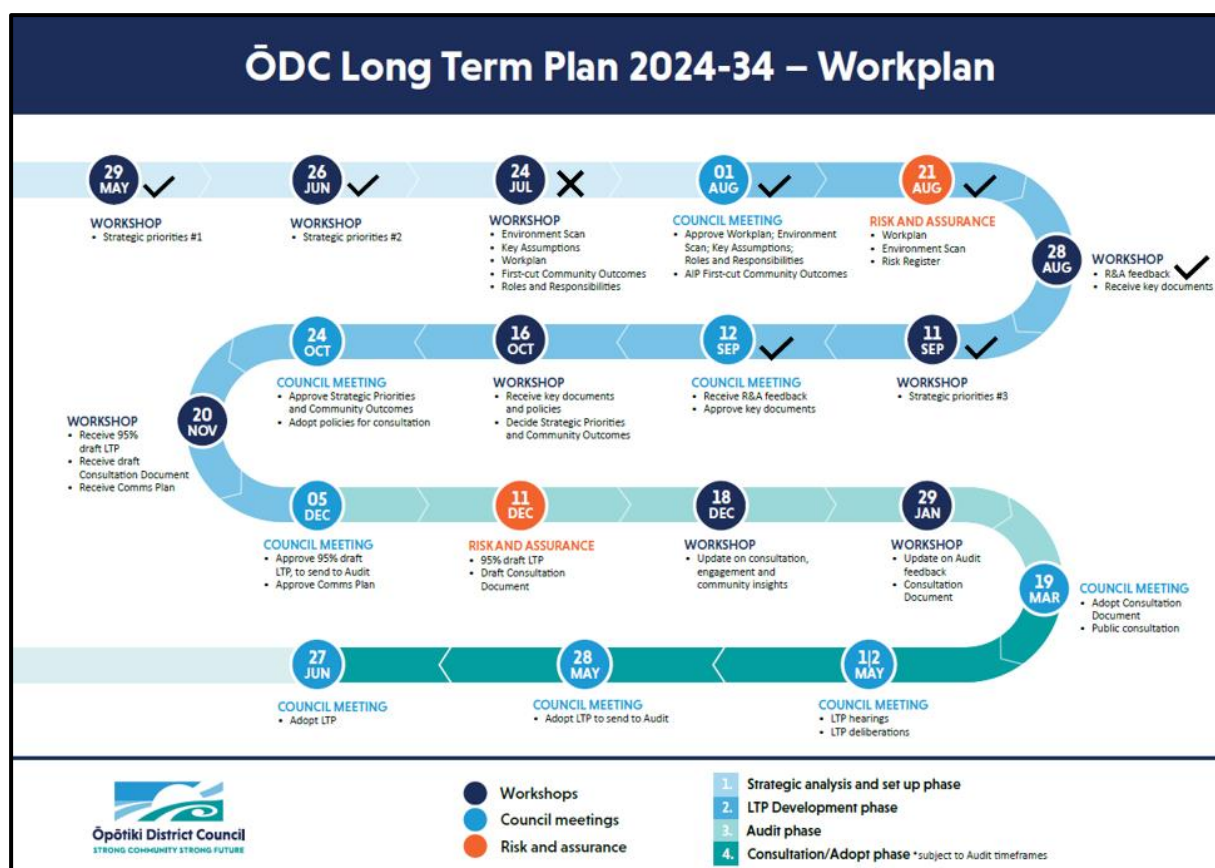 ŌDC Long Term Plan 2024-34 – Workplan
29 MAY
WORKSHOP
• Strategic priorities #1
26 JUN
WORKSHOP
• Strategic priorities #2
24 JUL
WORKSHOP
• Environment Scan
• Key Assumptions
• Workplan
• First-cut Community Outcomes
• Roles and Responsibilities
01 AUG
COUNCIL MEETING
• Approve Workplan; Environment
Scan; Key Assumptions;
Roles and Responsibilities
• AIP First-cut Community Outcomes
21 AUG
RISK AND ASSURANCE
• Workplan
• Environment Scan
• Risk Register
28 AUG
WORKSHOP
• R&A feedback
• Receive key documents
11 SEP
WORKSHOP
• Strategic priorities #3
12 SEP
COUNCIL MEETING
• Receive R&A feedback
• Approve key documents
16 OCT
WORKSHOP
• Receive key documents
and policies
• Decide Strategic Priorities
and Community Outcomes
24 OCT
COUNCIL MEETING
• Approve Strategic Priorities
and Community Outcomes
• Adopt policies for consultation
20 NOV
WORKSHOP
• Receive 95%
draft LTP
• Receive draft
Consultation Document
• Receive Comms Plan
05 DEC
COUNCIL MEETING
• Approve 95% draft
LTP, to send to Audit
• Approve Comms Plan
11 DEC
RISK AND ASSURANCE
• 95% draft LTP
• Draft Consultation
Document
18 DEC
WORKSHOP
• Update on consultation,
engagement and
community insights
29 JAN
WORKSHOP
• Update on Audit
feedback
• Consultation
Document
19 MAR
COUNCIL MEETING
• Adopt Consultation
Document
• Public consultation
1|2 MAY
COUNCIL MEETING
• LTP hearings
• LTP deliberations
28 MAY
COUNCIL MEETING
• Adopt LTP to send to Audit
27 JUN
COUNCIL MEETING
• Adopt LTP
Ōpōtiki District Council
STRONG COMMUNITY STRONG FUTURE
Workshops
Council meetings
Risk and assurance
1. Strategic analysis and set up phase
2. LTP Development phase
3. Audit phase
4. Consultation/Adopt phase *subject to Audit timeframes